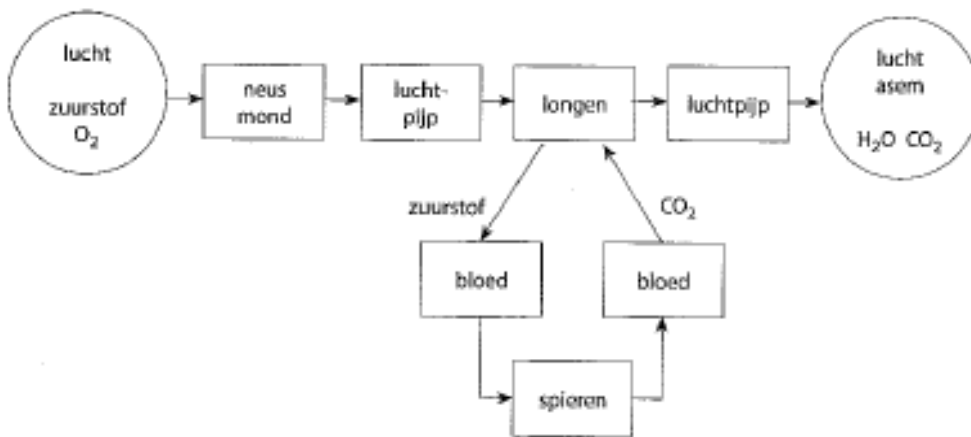 lucht
zuurstof
O₂
neus
mond
lucht-
pijp
longen
luchtpijp
lucht
asem
H₂O CO₂
zuurstof
CO₂
bloed
bloed
spieren